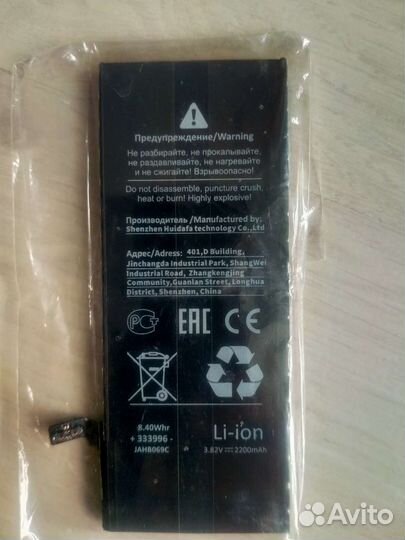 Предупреждение/Warning
Не разбирайте, не прокалывайте,
не раздавливайте, не нагревайте
и не сжигайте! Взрывоопасно!
Do not disassemble, puncture crush,
heat or burn! Highly explosive!
Производитель /Manufactured by:
Shenzhen Huidafa technology Co.,Ltd
Адрес/Adress: 401,D Building,
Jinchangda Industrial Park, ShangWei
Industrial Road, Zhangkengjing
Community,Guanlan Street, Longhua
District, Shenzhen, China
РС+ EAC CE
8.40Whr
+ 333996 -
JAHB069C
Li-ion
3.82V 2200mAh
Avito